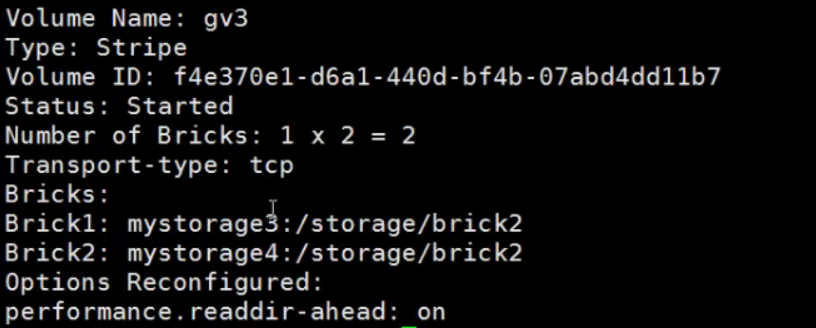 Volume Name: gv3
Type: Stripe
Volume ID: f4e370e1-d6a1-440d-bf4b-07abd4dd11b7
Status: Started
Number of Bricks: 1 x 2 = 2
Transport-type: tcp
Bricks:
Brick1: mystorage3:/storage/brick2
Brick2: mystorage4:/storage/brick2
Options Reconfigured:
performance.readdir-ahead: on